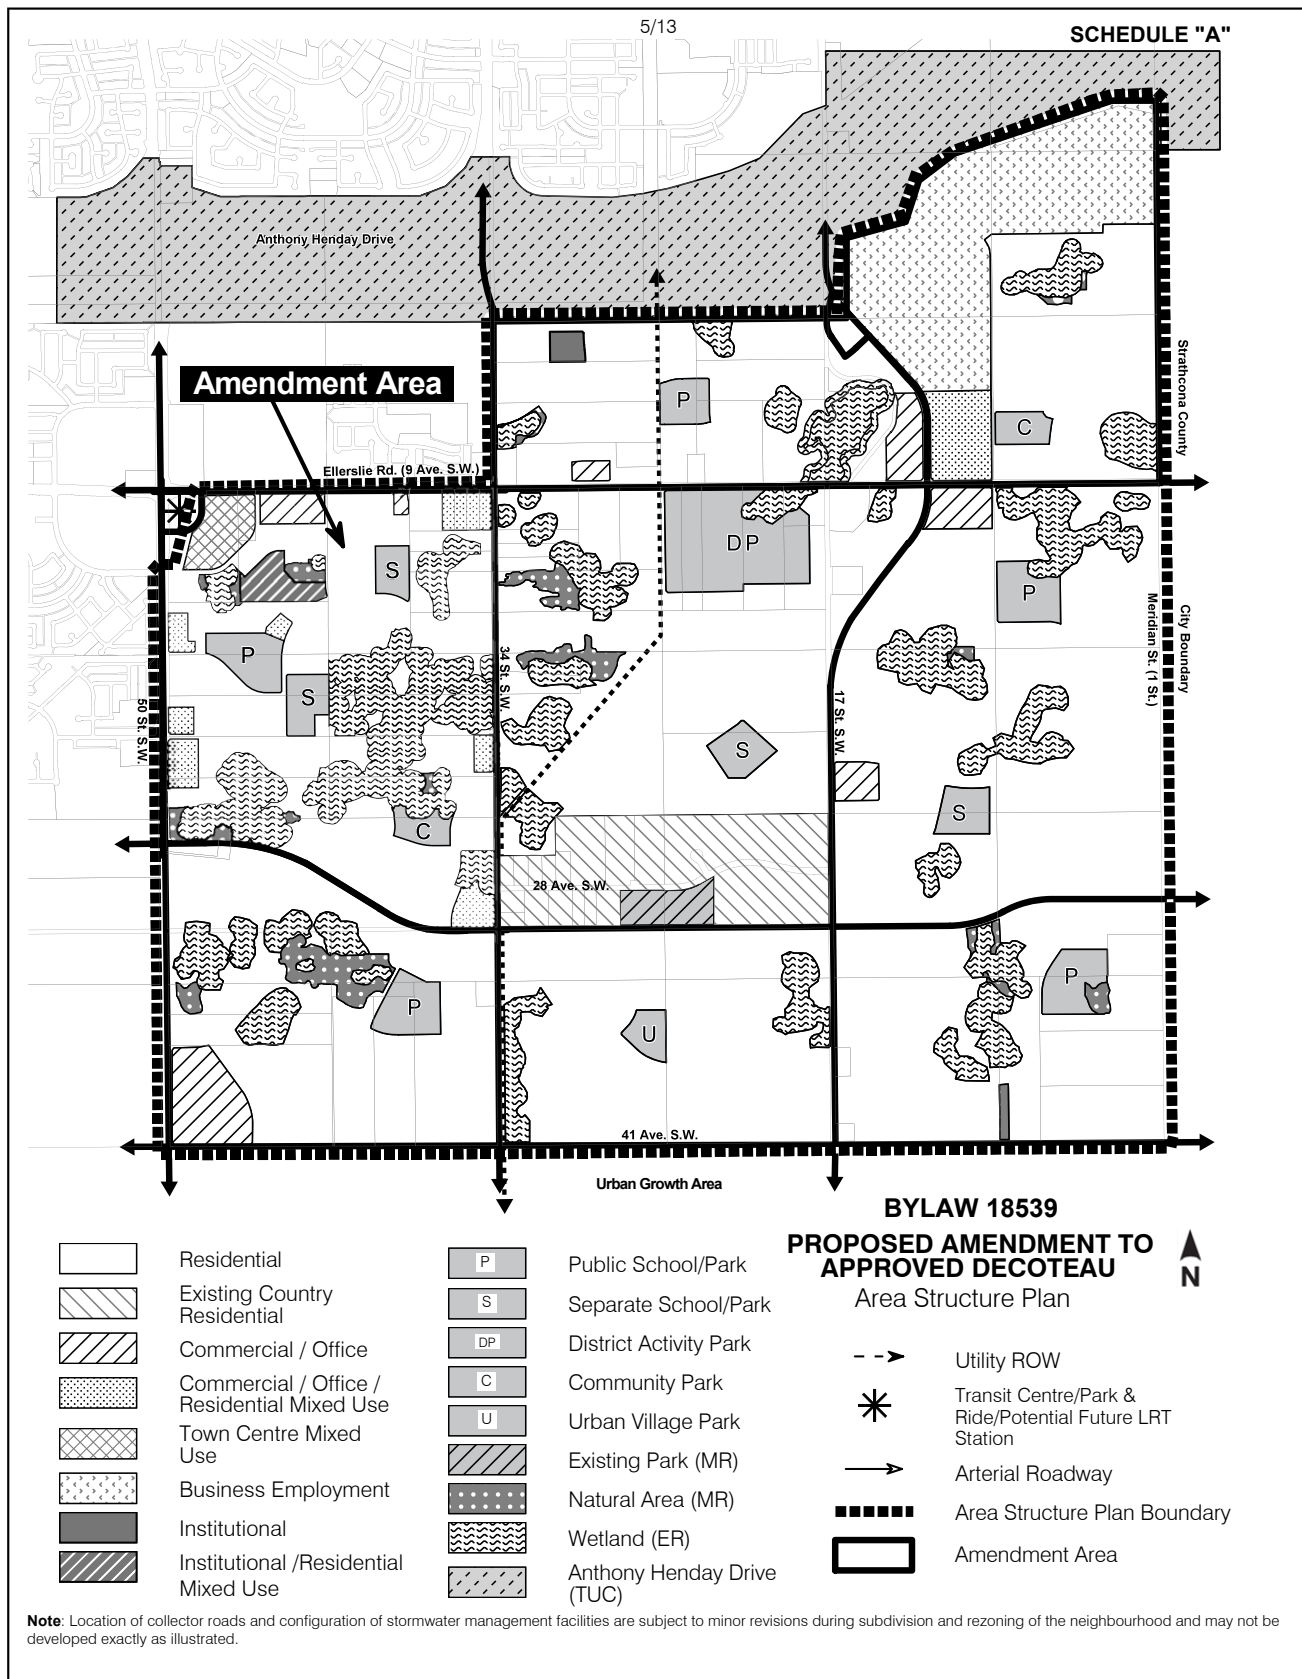 5/13
SCHEDULE "A"
Anthony Henday Drive
Strathcona County
Amendment Area
P
C
Ellerslie Rd. (9 Ave. S.W.)
DP
S
P
City Boundary
Meridian St. (1 St.)
P
S
34 St. S.W.
50 St. S.W.
17 St. S.W.
S
S
C
28 Ave. S.W.
P
P
U
41 Ave. S.W.
Urban Growth Area
BYLAW 18539
PROPOSED AMENDMENT TO
APPROVED DECOTEAU
Area Structure Plan
N
Residential
Existing Country
Residential
Commercial / Office
Commercial / Office /
Residential Mixed Use
Town Centre Mixed
Use
Business Employment
Institutional
Institutional /Residential
Mixed Use
P
Public School/Park
S
Separate School/Park
DP
District Activity Park
C
Community Park
U
Urban Village Park
Existing Park (MR)
Natural Area (MR)
Wetland (ER)
Anthony Henday Drive
(TUC)
Utility ROW
Transit Centre/Park &
Ride/Potential Future LRT
Station
Arterial Roadway
Area Structure Plan Boundary
Amendment Area
Note: Location of collector roads and configuration of stormwater management facilities are subject to minor revisions during subdivision and rezoning of the neighbourhood and may not be
developed exactly as illustrated.